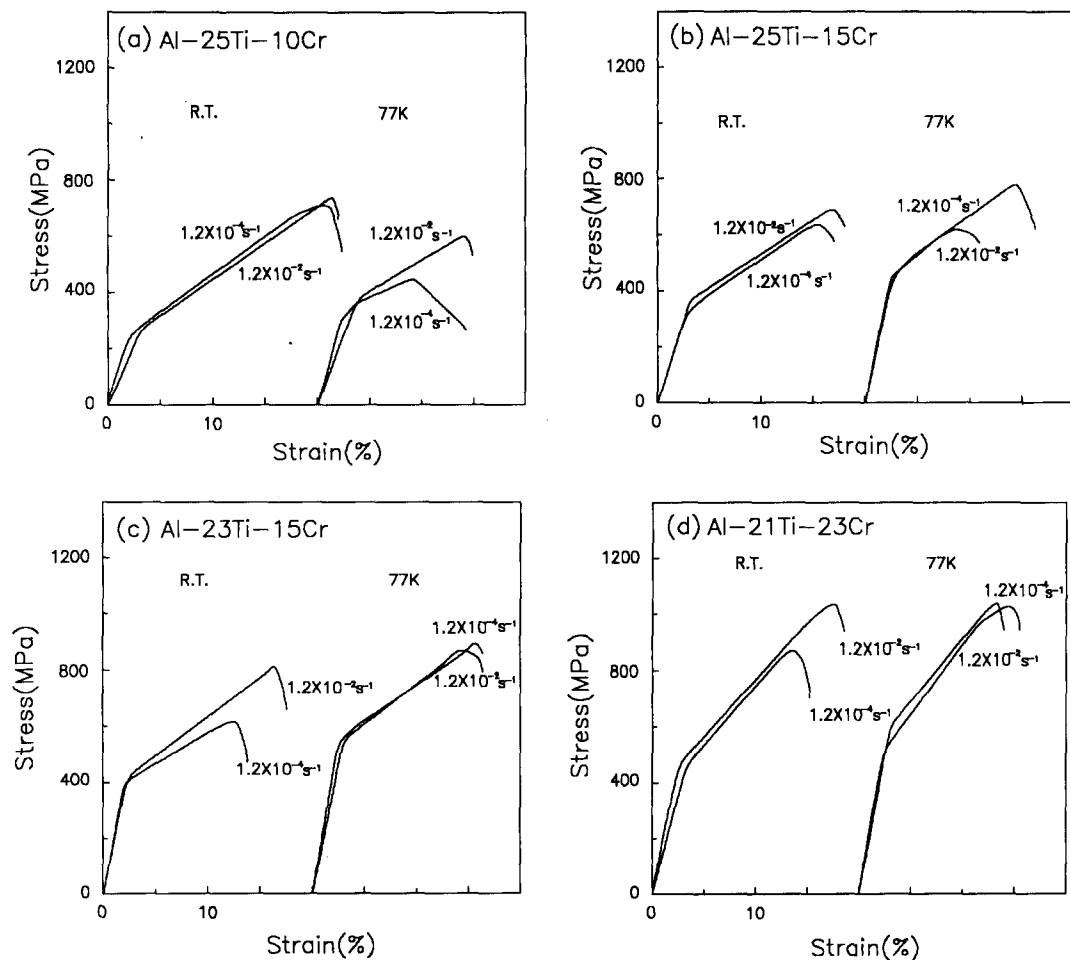 (a) Al-25Ti-10Cr
1200
R.T.
77K
Stress(MPa)
800
1.2X10⁻⁴s⁻¹
1.2X10⁻²s⁻¹
1.2X10⁻²s⁻¹
400
1.2X10⁻⁴s⁻¹
0
0
10
Strain(%)
(b) Al-25Ti-15Cr
1200
R.T.
77K
Stress(MPa)
800
1.2X10⁻²s⁻¹
1.2X10⁻⁴s⁻¹
1.2X10⁻⁴s⁻¹
1.2X10⁻²s⁻¹
400
0
0
10
Strain(%)
(c) Al-23Ti-15Cr
1200
R.T.
77K
Stress(MPa)
1.2X10⁻⁴s⁻¹
800
1.2X10⁻²s⁻¹
1.2X10⁻²s⁻¹
1.2X10⁻⁴s⁻¹
400
0
0
10
Strain(%)
(d) Al-21Ti-23Cr
1200
R.T.
77K
Stress(MPa)
1.2X10⁻⁴s⁻¹
1.2X10⁻²s⁻¹
1.2X10⁻²s⁻¹
800
1.2X10⁻⁴s⁻¹
400
0
0
10
Strain(%)